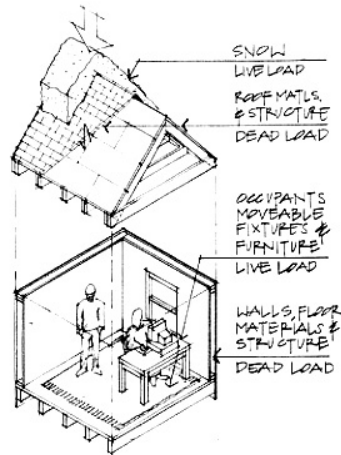 SNOW
LIVE LOAD
ROOF MATLS,
& STRUCTURE
DEAD LOAD
OCCUPANTS
MOVEABLE
FIXTURES &
FURNITURE
LIVE LOAD
WALLS, FLOOR
MATERIALS &
STRUCTURE
DEAD LOAD